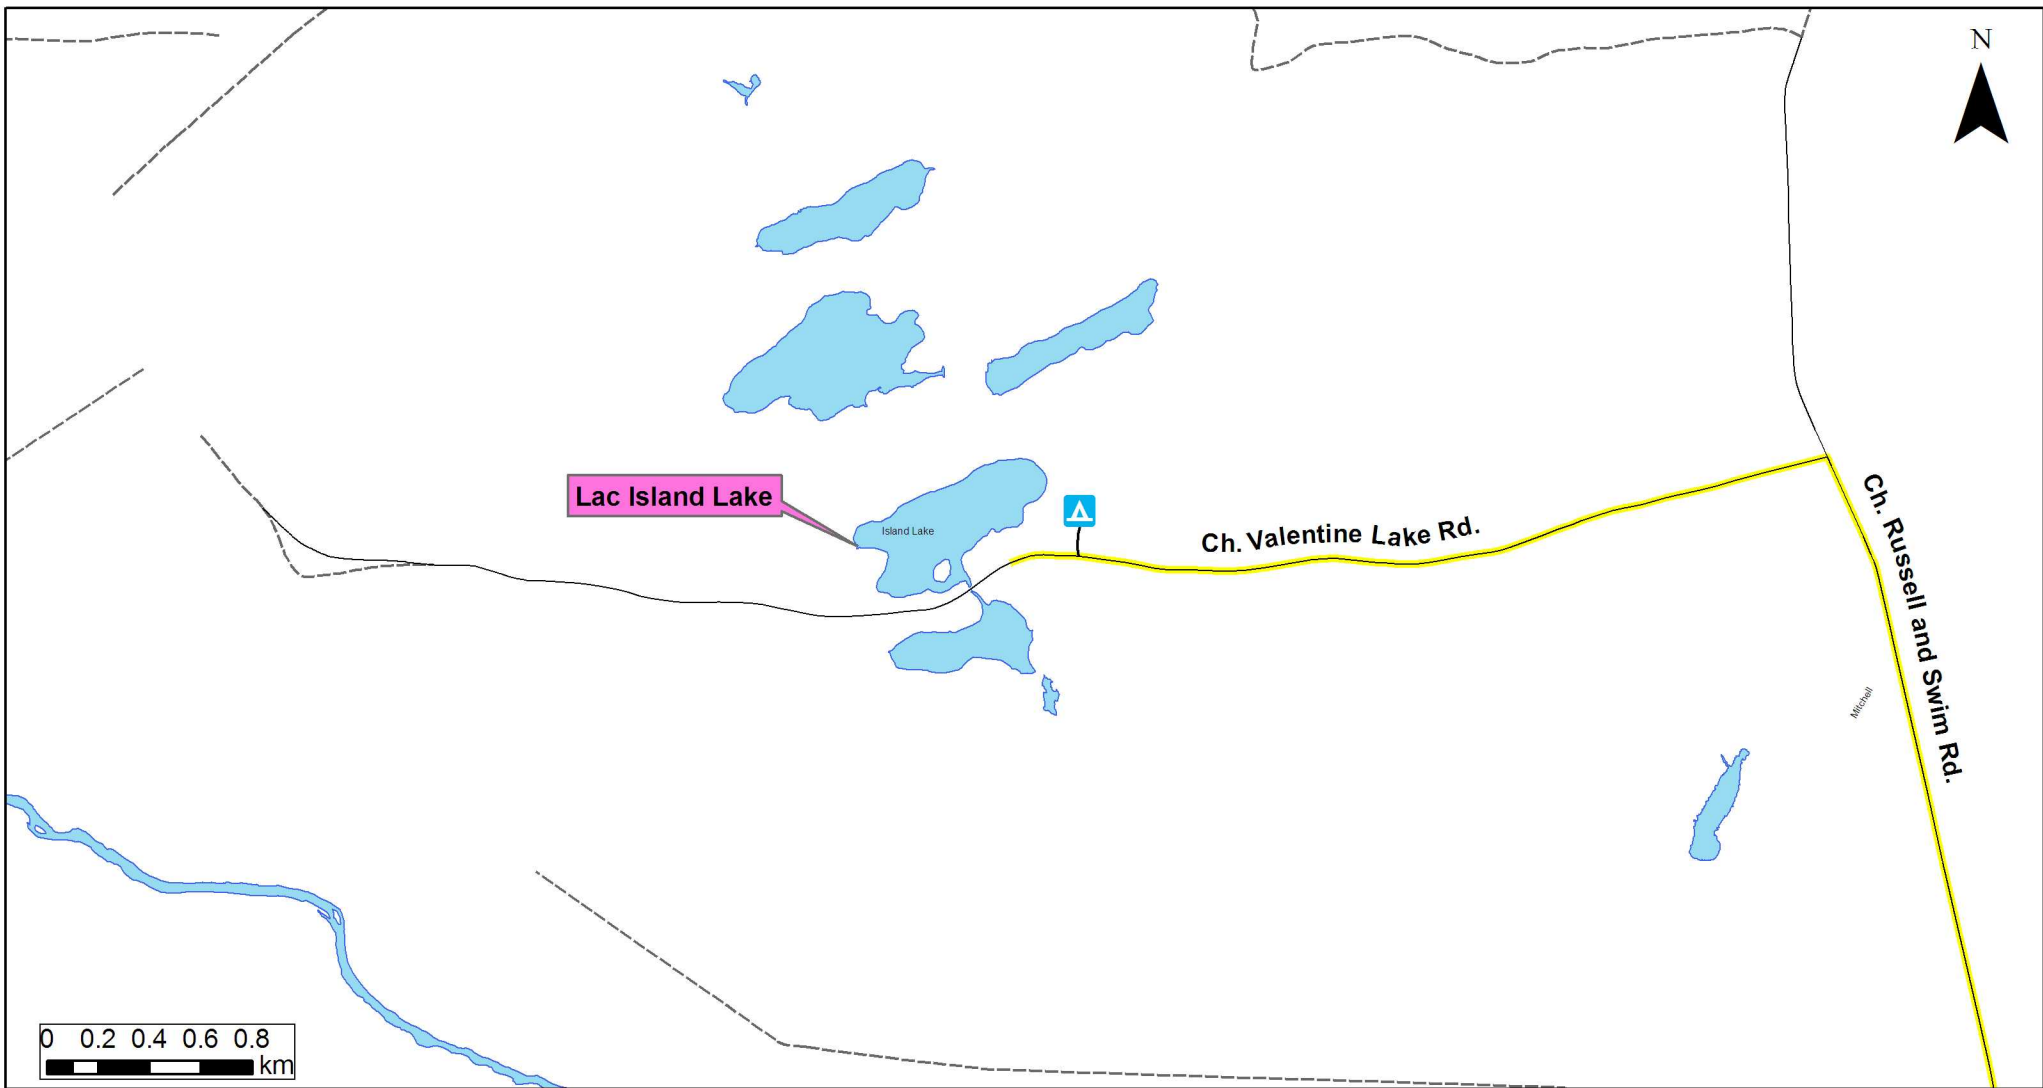 N
Lac Island Lake
Island Lake
Ch. Valentine Lake Rd.
Ch. Russell and Swim Rd.
Mitchell
0 0.2 0.4 0.6 0.8
km